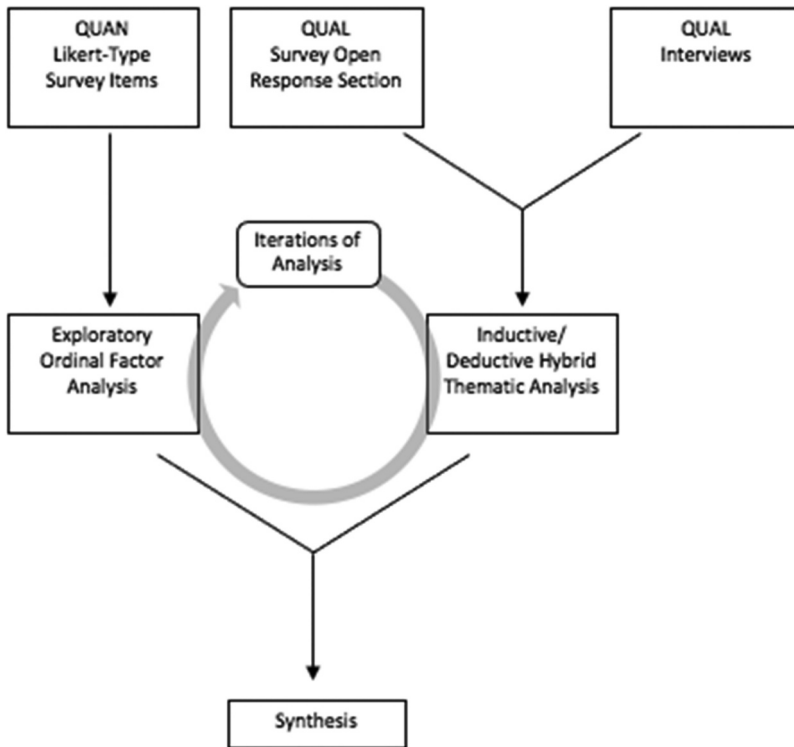 QUAN
Likert-Type
Survey Items
QUAL
Survey Open
Response Section
QUAL
Interviews
Iterations of
Analysis
Exploratory
Ordinal Factor
Analysis
Inductive/
Deductive Hybrid
Thematic Analysis
Synthesis